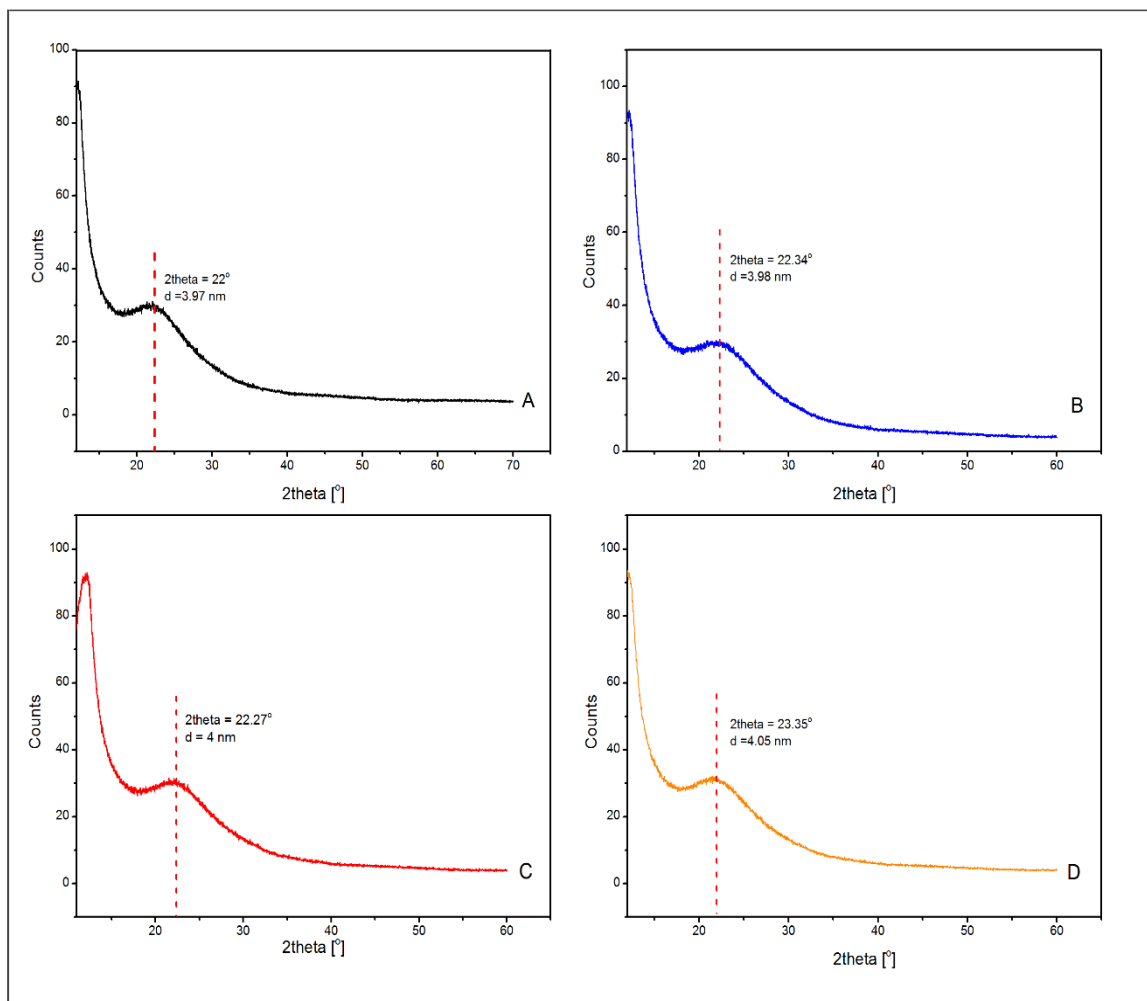 100
80
60
40
20
0
Counts
2theta = 22°
d =3.97 nm
A
20
30
40
50
60
70
2theta [°]
100
80
60
40
20
0
Counts
2theta = 22.34°
d =3.98 nm
B
20
30
40
50
60
2theta [°]
100
80
60
40
20
0
Counts
2theta = 22.27°
d = 4 nm
C
20
30
40
50
60
2theta [°]
100
80
60
40
20
0
Counts
2theta = 23.35°
d =4.05 nm
D
20
30
40
50
60
2theta [°]